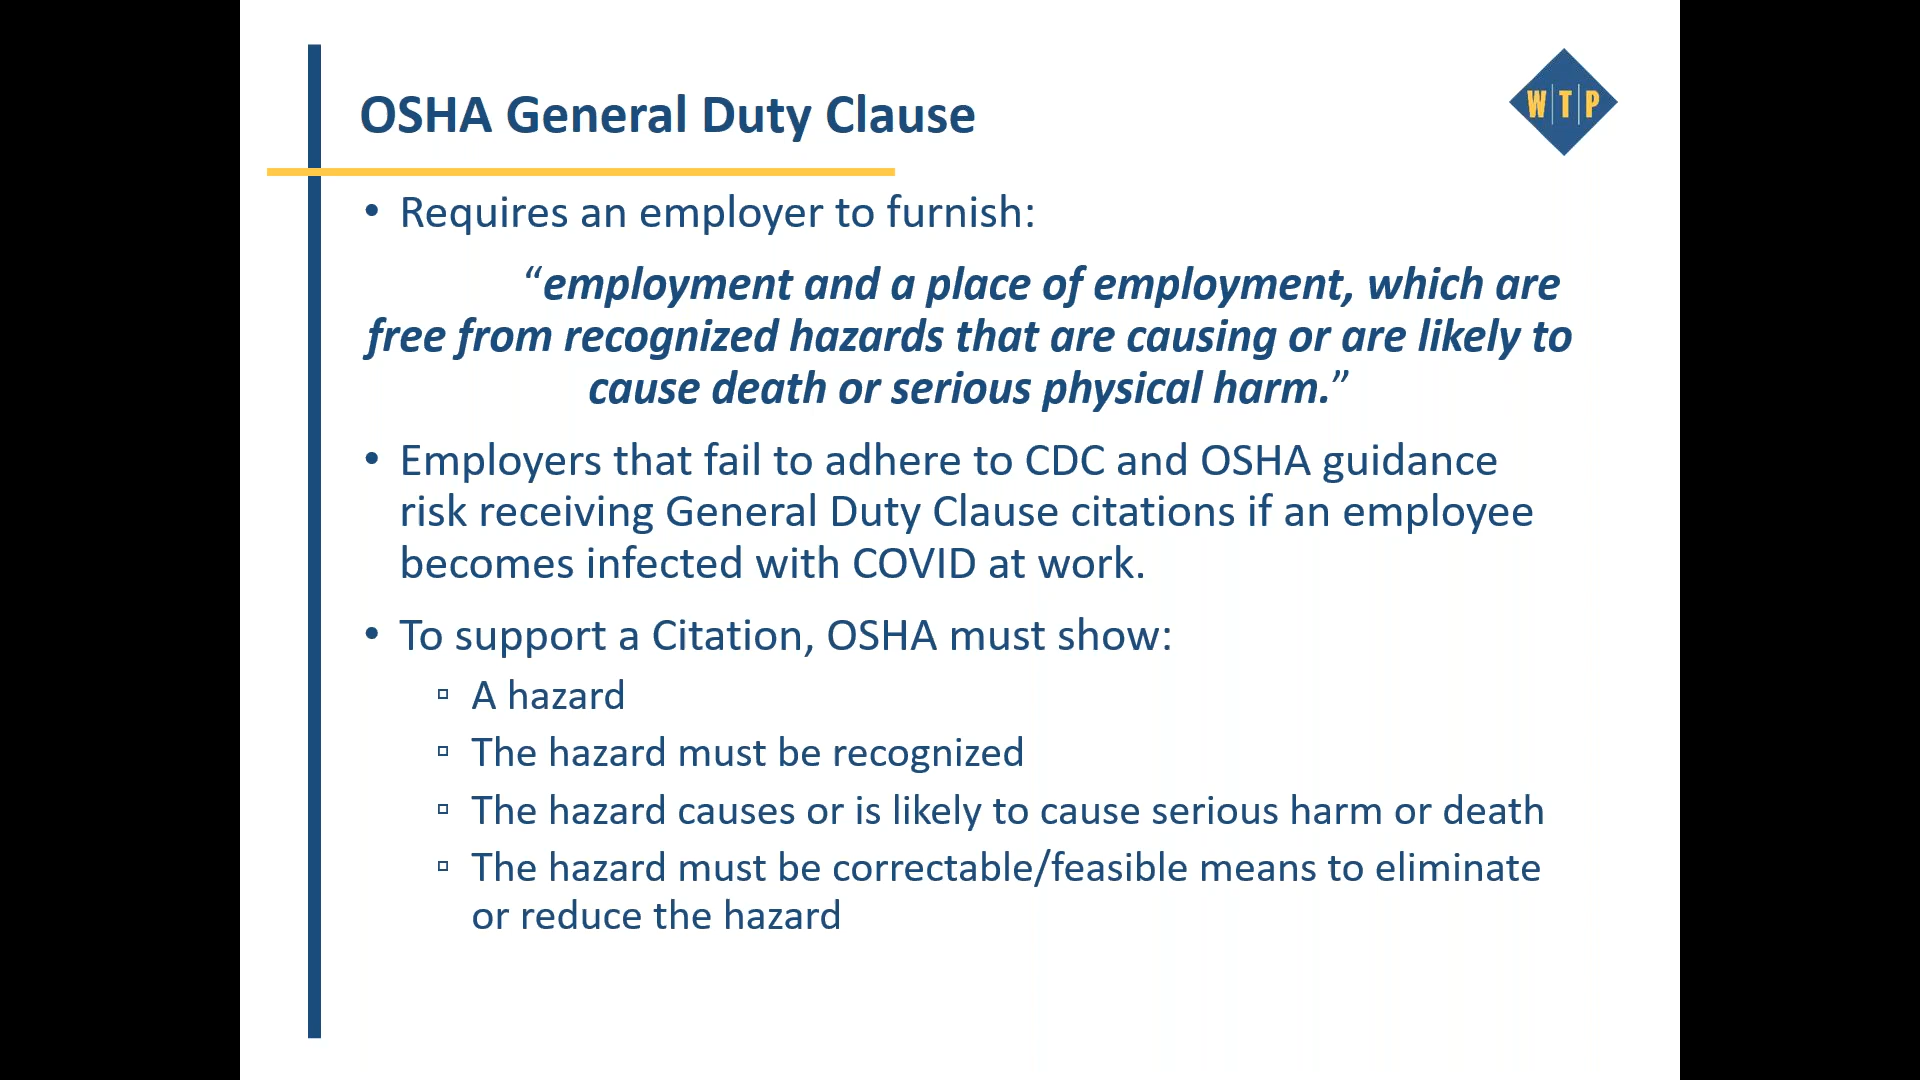 OSHA General Duty Clause
W|T|P
• Requires an employer to furnish:
“employment and a place of employment, which are
free from recognized hazards that are causing or are likely to
cause death or serious physical harm.”
• Employers that fail to adhere to CDC and OSHA guidance
risk receiving General Duty Clause citations if an employee
becomes infected with COVID at work.
• To support a Citation, OSHA must show:
▫ A hazard
▫ The hazard must be recognized
▫ The hazard causes or is likely to cause serious harm or death
▫ The hazard must be correctable/feasible means to eliminate
or reduce the hazard